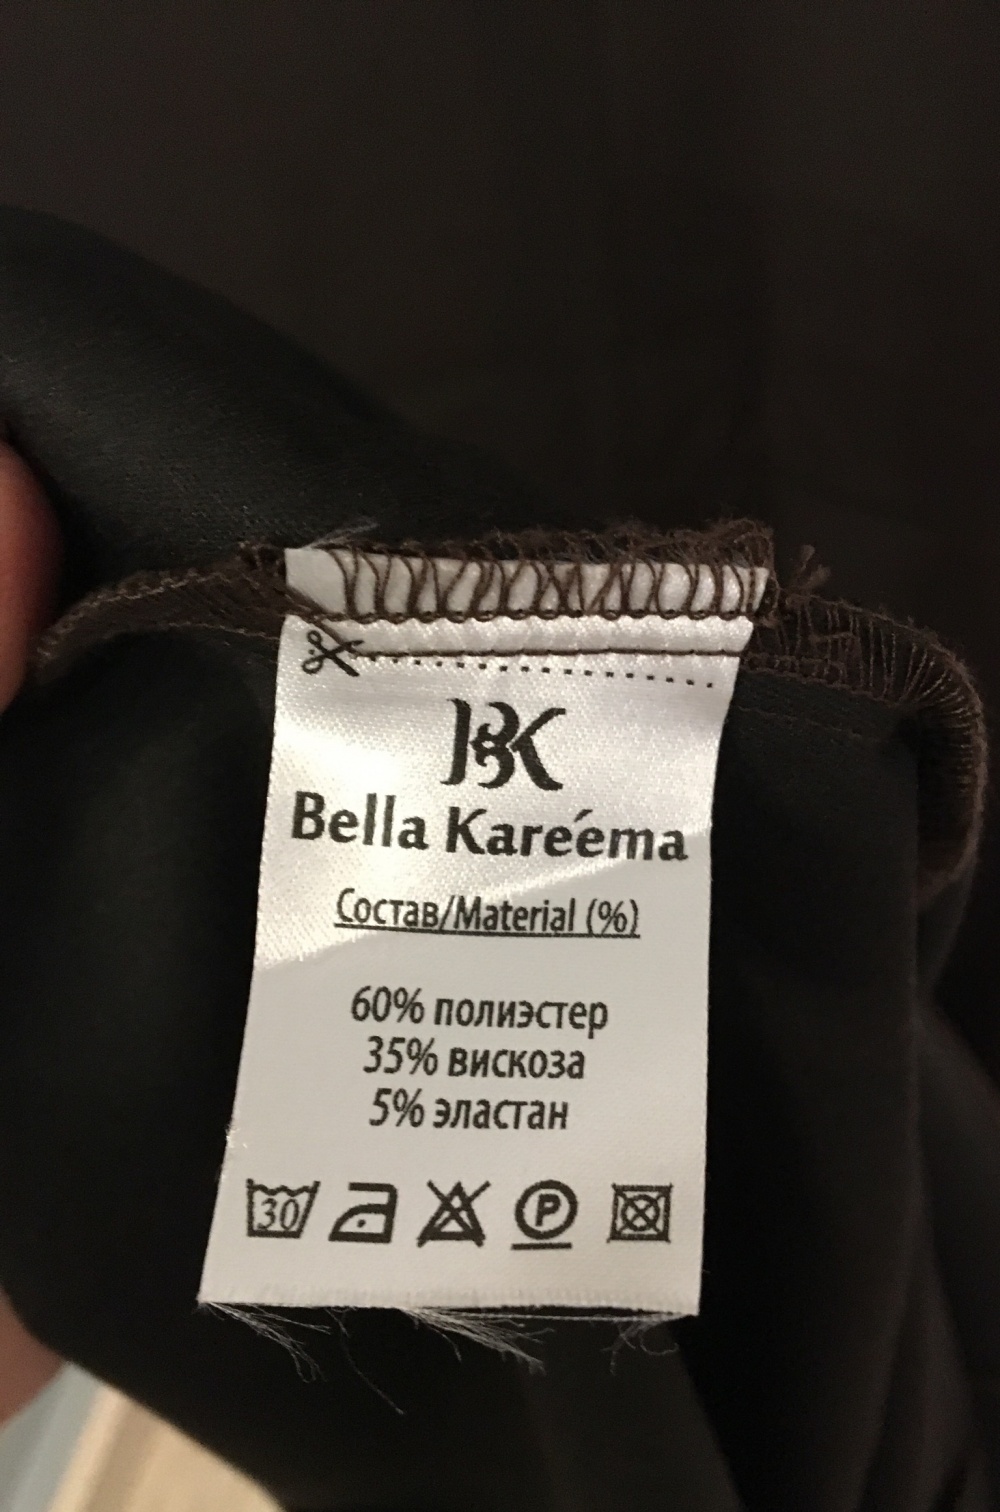 BK
Bella Kareéma
Состав/Material (%)
60% полиэстер
35% вискоза
5% эластан
30 P